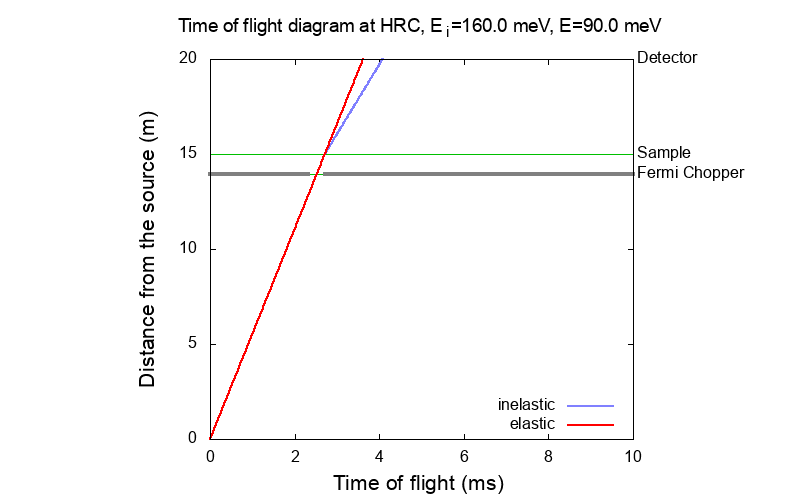 Time of flight diagram at HRC, E i=160.0 meV, E=90.0 meV
20
Detector
15
Sample
Fermi Chopper
10
5
0
Distance from the source (m)
inelastic
elastic
0 2 4 6 8 10
Time of flight (ms)